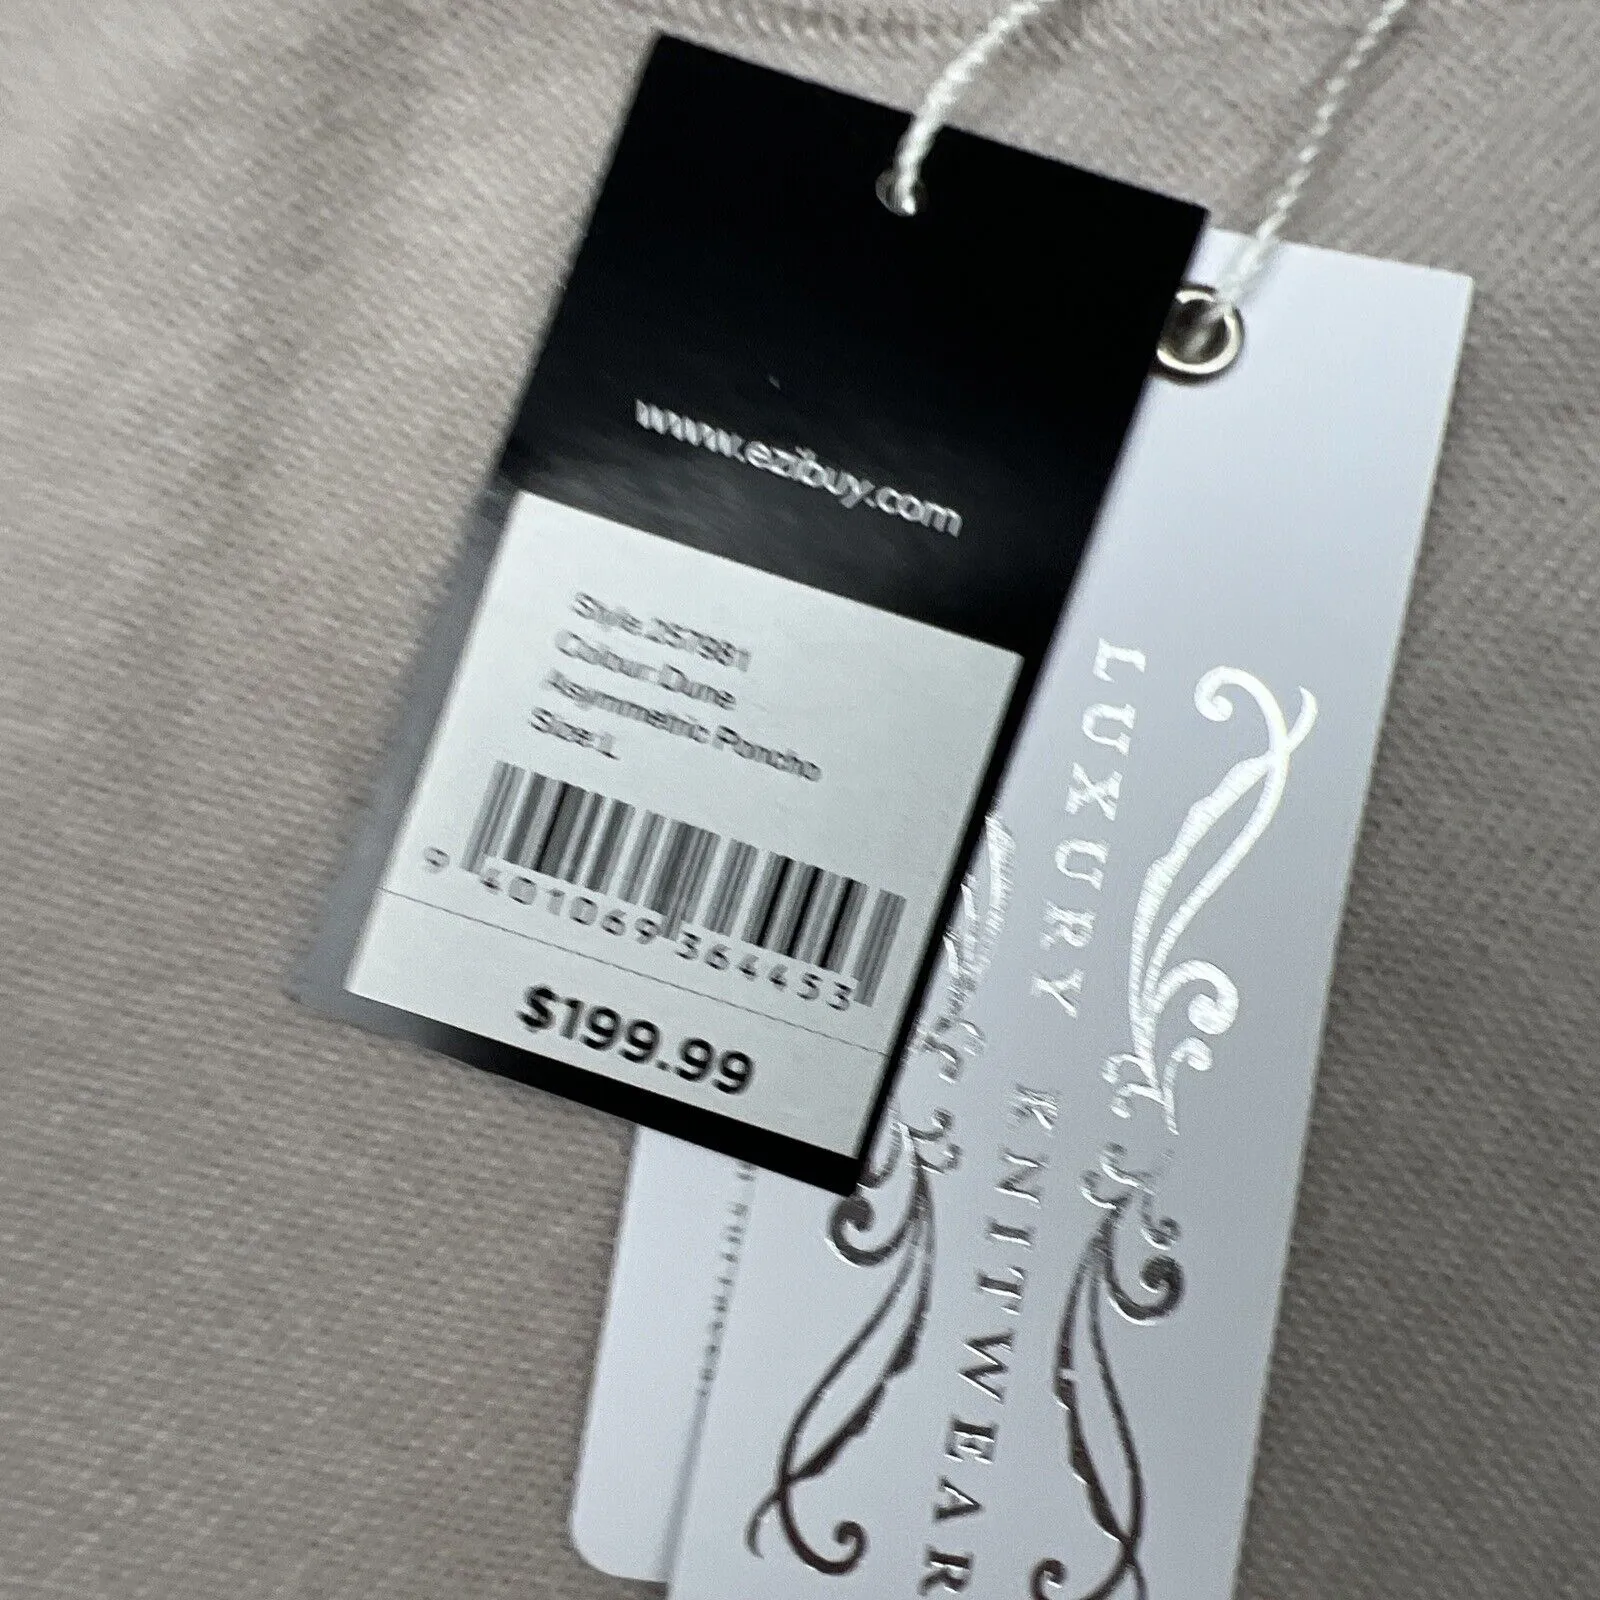 www.ezibuy.com
Style:257981
Colour: Dune
Asymmetric Poncho
Size: L
9 401069 364453
$199.99
LUXURY KNITWEAR